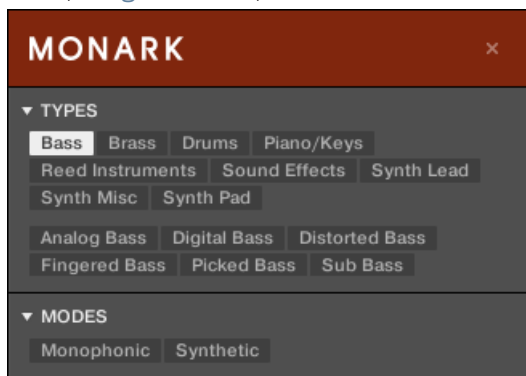 MONARK ×
▼ TYPES
Bass Brass Drums Piano/Keys
Reed Instruments Sound Effects Synth Lead
Synth Misc Synth Pad
Analog Bass Digital Bass Distorted Bass
Fingered Bass Picked Bass Sub Bass
▼ MODES
Monophonic Synthetic